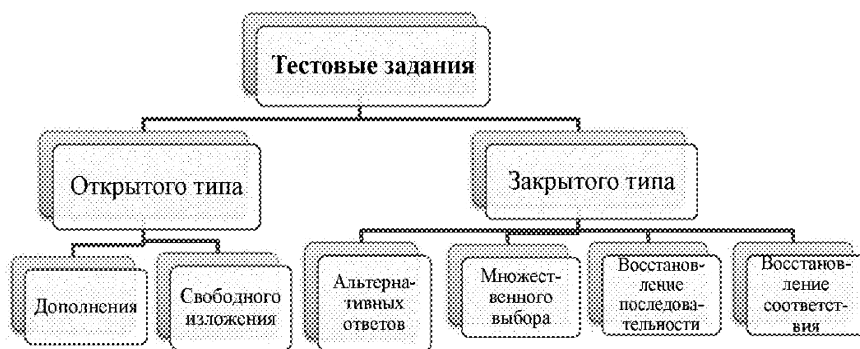 Тестовые задания
Открытого типа
Закрытого типа
Дополнения
Свободного
изложения
Альтерна-
тивных
ответов
Множест-
венного
выбора
Восстанов-
ление
последова-
тельности
Восстанов-
ление
соответст-
вия